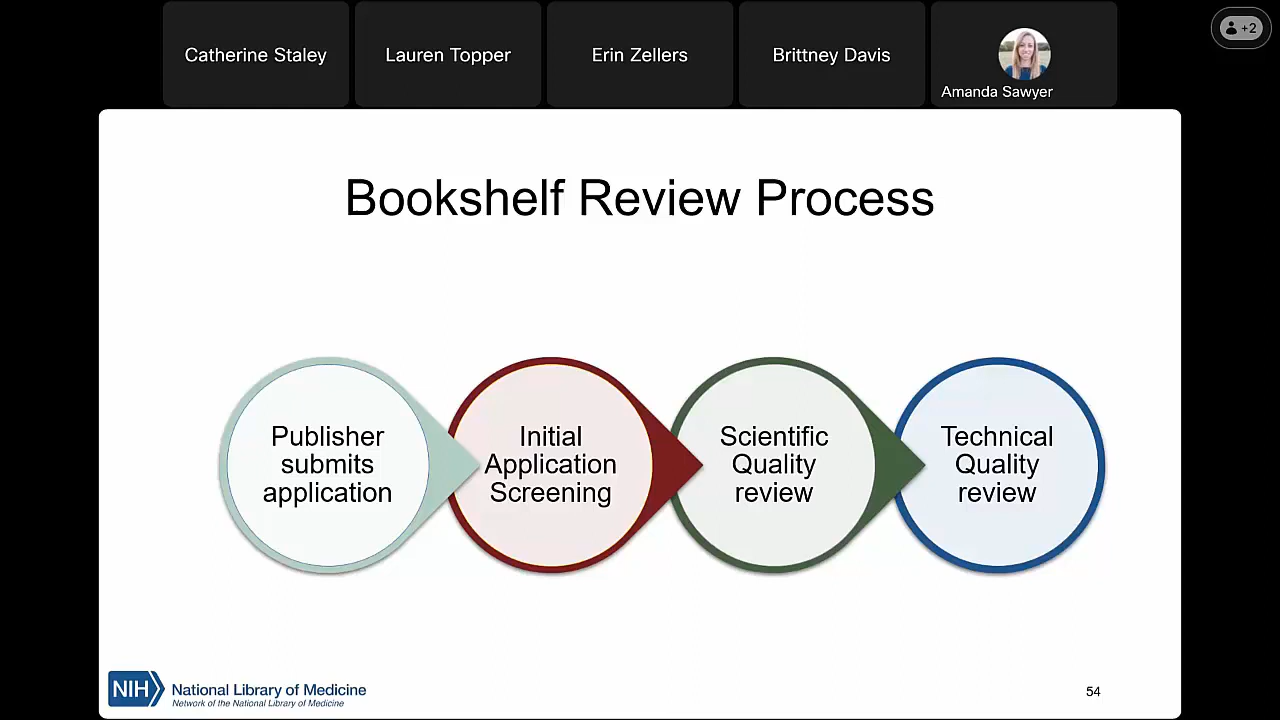 Catherine Staley
Lauren Topper
Erin Zellers
Brittney Davis
Amanda Sawyer
+2
Bookshelf Review Process
Publisher
submits
application
Initial
Application
Screening
Scientific
Quality
review
Technical
Quality
review
NIH
National Library of Medicine
Network of the National Library of Medicine
54